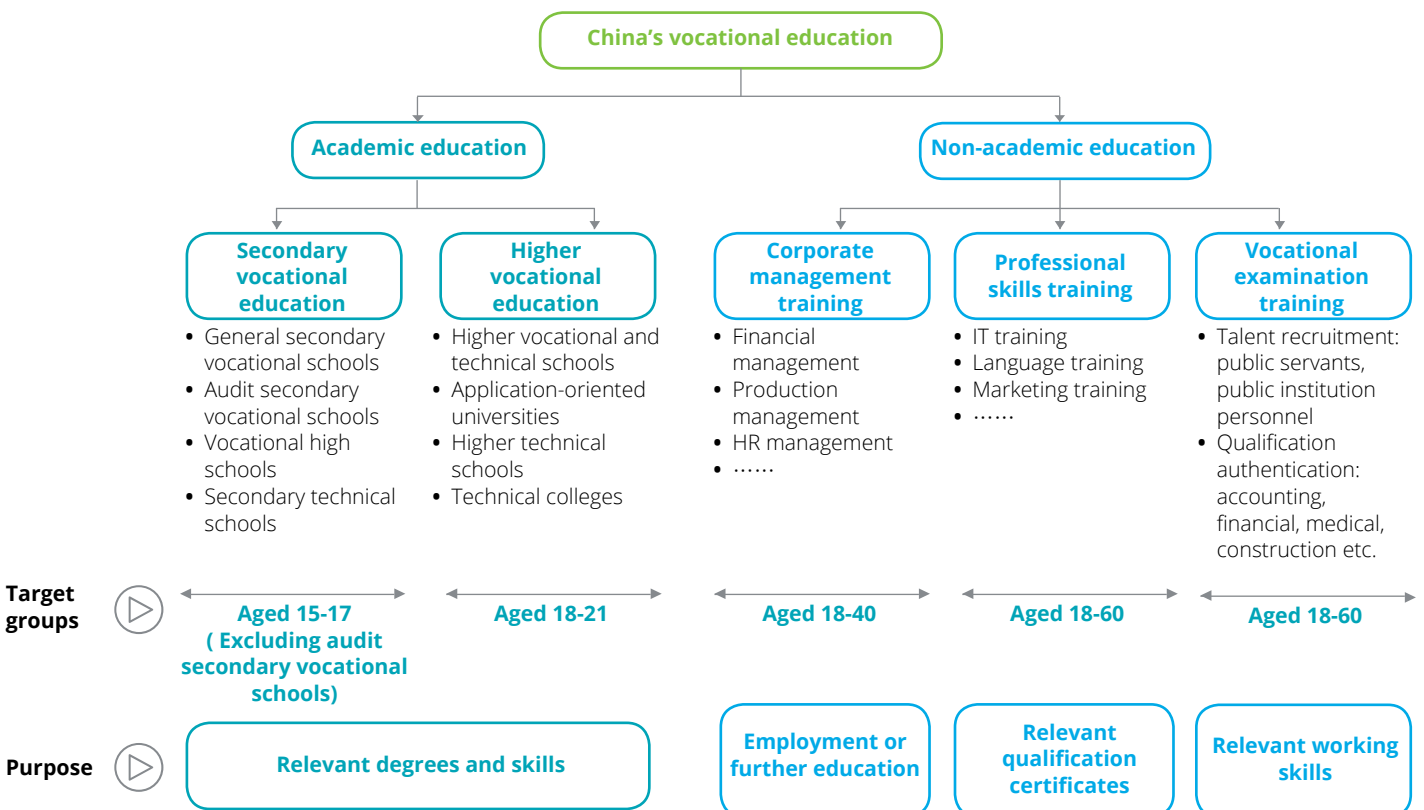 China's vocational education
Academic education
Non-academic education
Secondary
vocational
education
Higher
vocational
education
Corporate
management
training
Professional
skills training
Vocational
examination
training
• General secondary
vocational schools
• Audit secondary
vocational schools
• Vocational high
schools
• Secondary technical
schools
• Higher vocational and
technical schools
• Application-oriented
universities
• Higher technical
schools
• Technical colleges
• Financial
management
• Production
management
• HR management
• ······
• IT training
• Language training
• Marketing training
• ······
• Talent recruitment:
public servants,
public institution
personnel
• Qualification
authentication:
accounting,
financial, medical,
construction etc.
Target
groups
Aged 15-17
( Excluding audit
secondary vocational
schools)
Aged 18-21
Aged 18-40
Aged 18-60
Aged 18-60
Purpose
Relevant degrees and skills
Employment or
further education
Relevant
qualification
certificates
Relevant working
skills